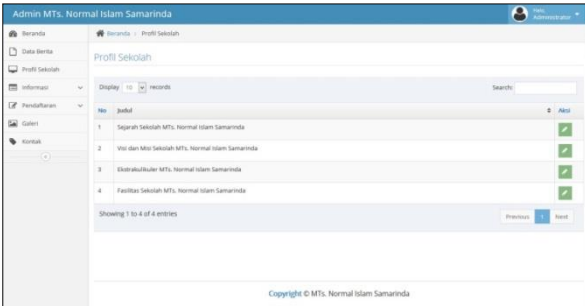 Admin MTs. Normal Islam Samarinda
Helo,
Administrator
Beranda
Data Berita
Profil Sekolah
Informasi
Pendaftaran
Galeri
Kontak
Beranda › Profil Sekolah
Profil Sekolah
Display 10 records
Search:
No Judul Aksi
1 Sejarah Sekolah MTs. Normal Islam Samarinda
2 Visi dan Misi Sekolah MTs. Normal Islam Samarinda
3 Ekstrakulikuler MTs. Normal Islam Samarinda
4 Fasilitas Sekolah MTs. Normal Islam Samarinda
Showing 1 to 4 of 4 entries
Previous 1 Next
Copyright © MTs. Normal Islam Samarinda